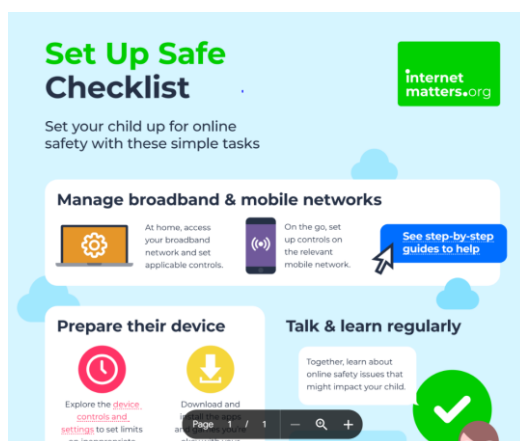 Set Up Safe
Checklist
internet
matters.org
Set your child up for online
safety with these simple tasks
Manage broadband & mobile networks
At home, access
your broadband
network and set
applicable controls.
On the go, set
up controls on
the relevant
mobile network.
See step-by-step
guides to help
Prepare their device
Explore the device
controls and
settings to set limits
Download and
install the apps
Talk & learn regularly
Together, learn about
online safety issues that
might impact your child.
Page 1 / 1